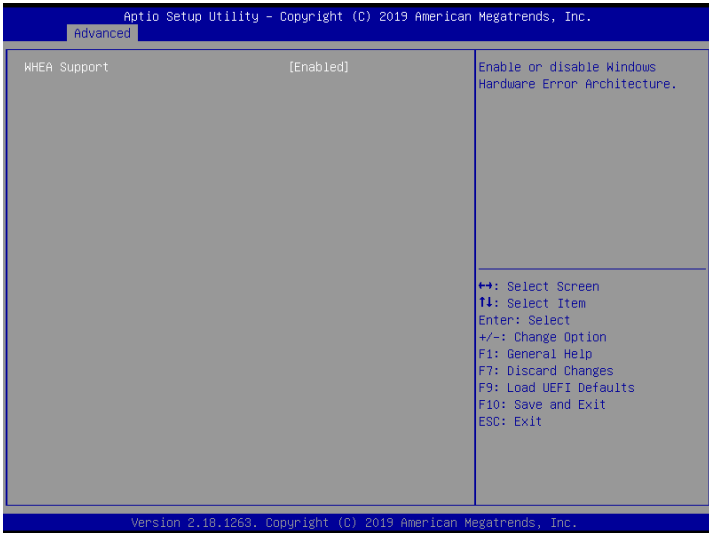 Aptio Setup Utility – Copyright (C) 2019 American Megatrends, Inc.
Advanced
WHEA Support [Enabled]
Enable or disable Windows
Hardware Error Architecture.
↔: Select Screen
↑↓: Select Item
Enter: Select
+/-: Change Option
F1: General Help
F7: Discard Changes
F9: Load UEFI Defaults
F10: Save and Exit
ESC: Exit
Version 2.18.1263. Copyright (C) 2019 American Megatrends, Inc.